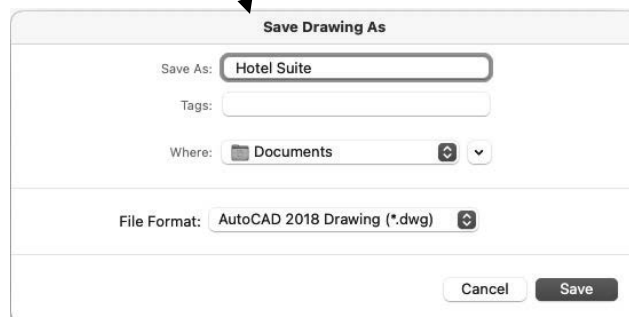 Save Drawing As
Save As: Hotel Suite
Tags:
Where: Documents
File Format: AutoCAD 2018 Drawing (*.dwg)
Cancel Save